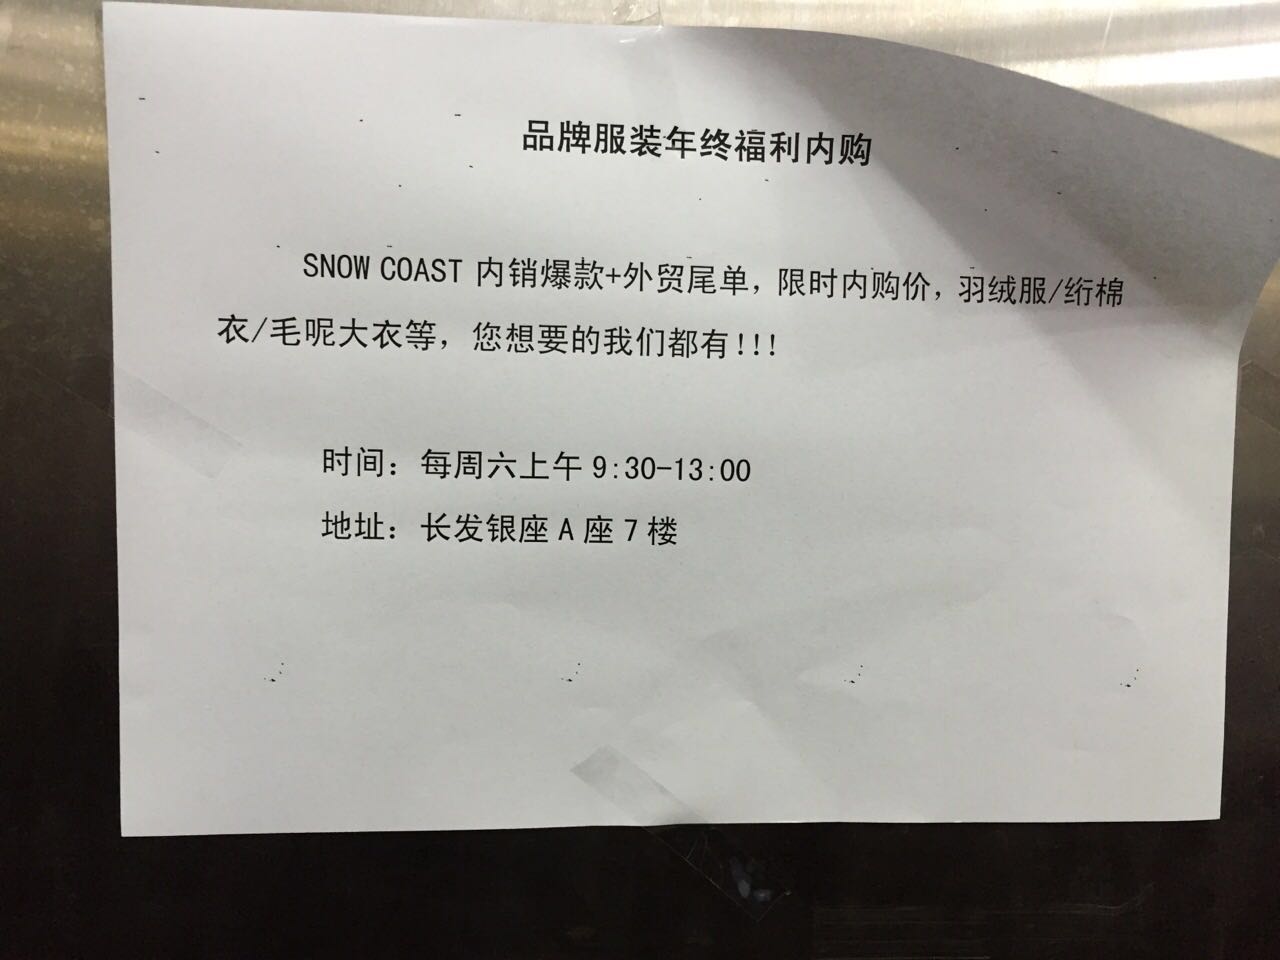 品牌服装年终福利内购
SNOW COAST 内销爆款+外贸尾单，限时内购价，羽绒服/绗棉
衣/毛呢大衣等，您想要的我们都有!!!
时间：每周六上午 9:30-13:00
地址：长发银座 A 座 7 楼